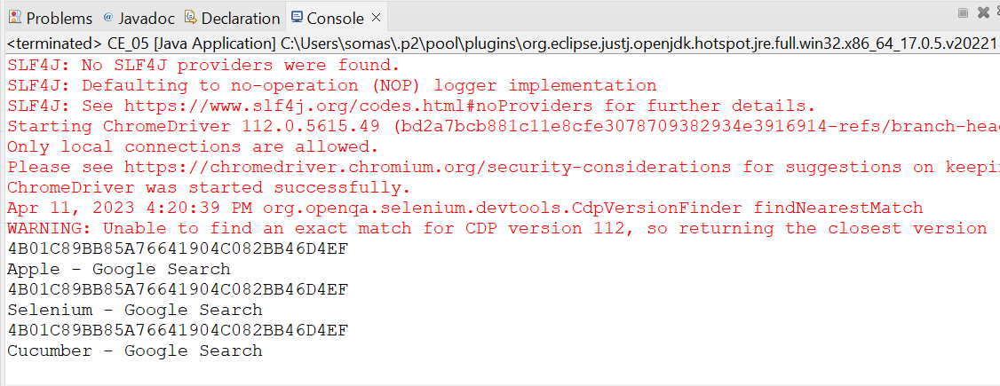 Problems @ Javadoc Declaration Console ×
<terminated> CE_05 [Java Application] C:\Users\somas\.p2\pool\plugins\org.eclipse.justj.openjdk.hotspot.jre.full.win32.x86_64_17.0.5.v20221
SLF4J: No SLF4J providers were found.
SLF4J: Defaulting to no-operation (NOP) logger implementation
SLF4J: See https://www.slf4j.org/codes.html#noProviders for further details.
Starting ChromeDriver 112.0.5615.49 (bd2a7bcb881c11e8cfe3078709382934e3916914-refs/branch-hea
Only local connections are allowed.
Please see https://chromedriver.chromium.org/security-considerations for suggestions on keepi
ChromeDriver was started successfully.
Apr 11, 2023 4:20:39 PM org.openqa.selenium.devtools.CdpVersionFinder findNearestMatch
WARNING: Unable to find an exact match for CDP version 112, so returning the closest version
4B01C89BB85A76641904C082BB46D4EF
Apple - Google Search
4B01C89BB85A76641904C082BB46D4EF
Selenium - Google Search
4B01C89BB85A76641904C082BB46D4EF
Cucumber - Google Search